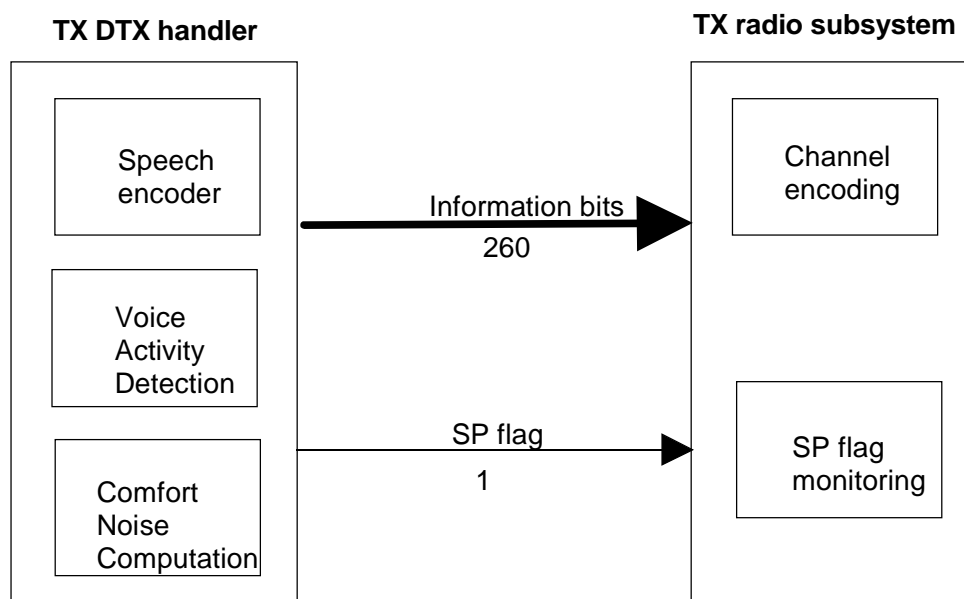 TX DTX handler
TX radio subsystem
Speech
encoder
Channel
encoding
Information bits
260
Voice
Activity
Detection
SP flag
1
SP flag
monitoring
Comfort
Noise
Computation